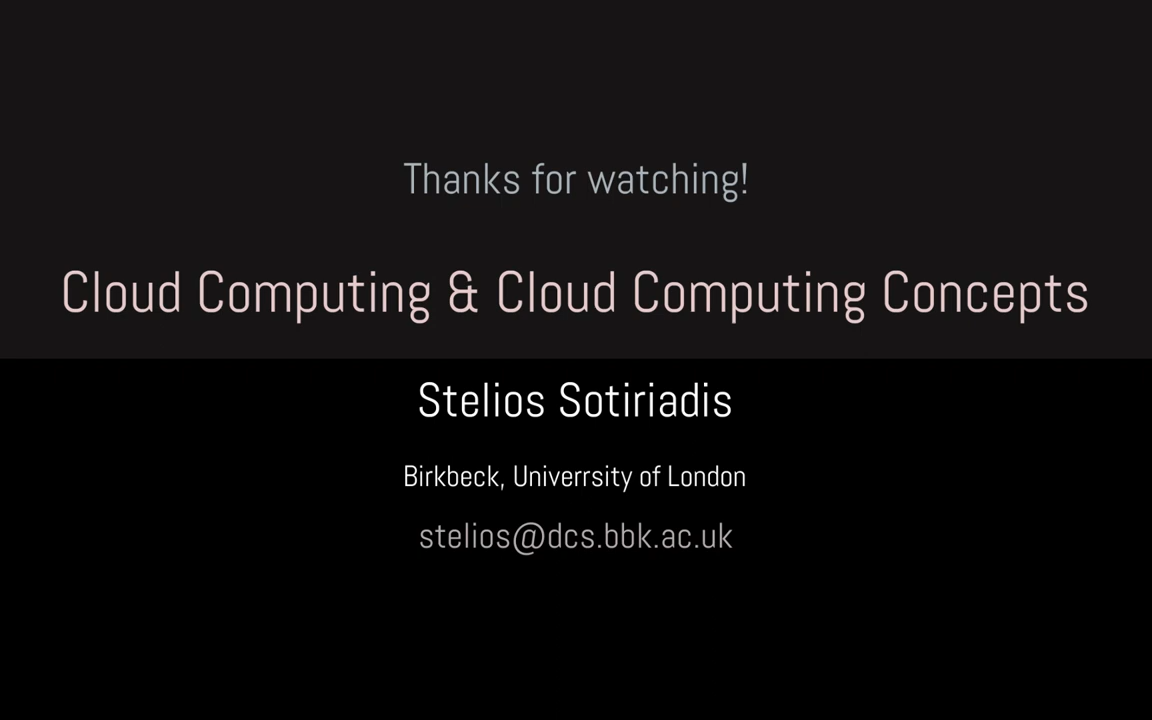 Thanks for watching!
Cloud Computing & Cloud Computing Concepts
Stelios Sotiriadis
Birkbeck, Univerrsity of London
stelios@dcs.bbk.ac.uk